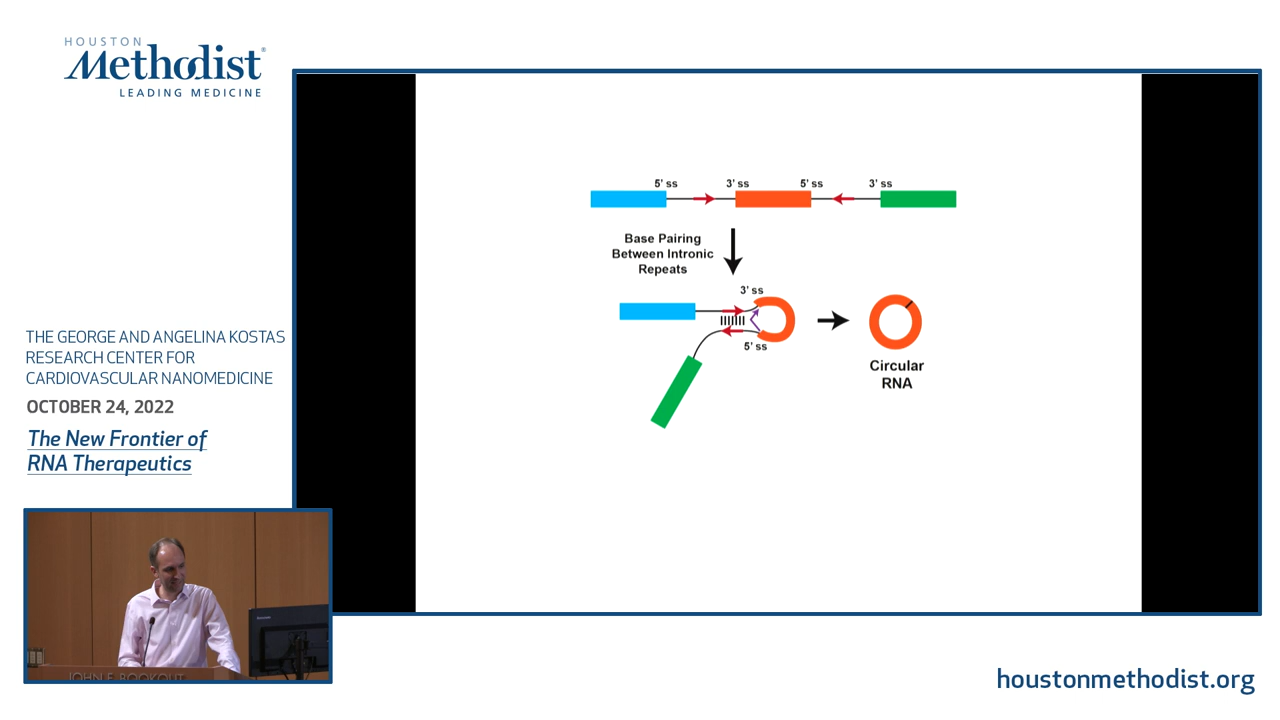 HOUSTON
Methodist®
LEADING MEDICINE
THE GEORGE AND ANGELINA KOSTAS
RESEARCH CENTER FOR
CARDIOVASCULAR NANOMEDICINE
OCTOBER 24, 2022
The New Frontier of
RNA Therapeutics
5' ss 3' ss 5' ss 3' ss
Base Pairing
Between Intronic
Repeats
3' ss
5' ss
Circular
RNA
JOHN F. BOOKOUT
houstonmethodist.org